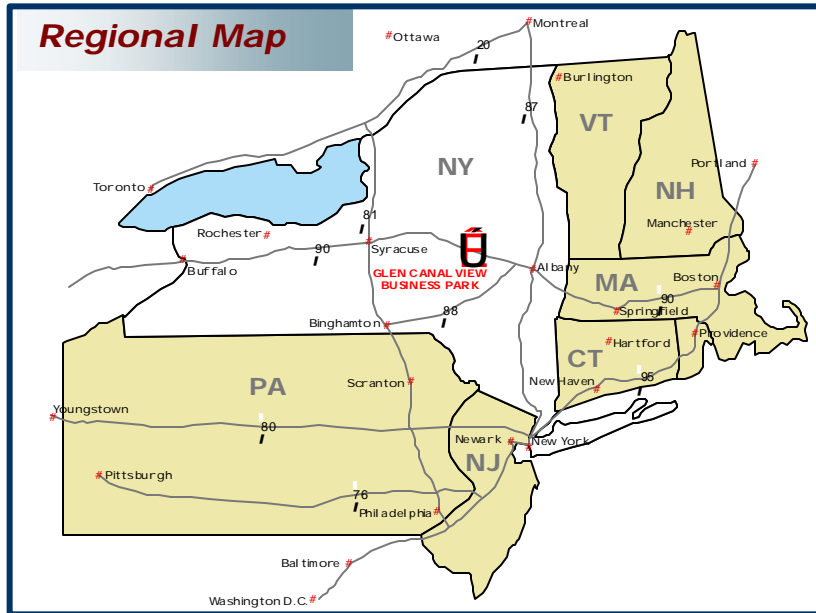 Regional Map
Ottawa
Montreal
20
Burlington
87
VT
NY
Portland
NH
Toronto
Manchester
81
Rochester
90
Syracuse
Buffalo
Albany
GLEN CANAL VIEW
BUSINESS PARK
MA
Boston
90
Springfield
88
Binghamton
Providence
Hartford
CT
Scranton
New Haven
95
PA
Youngstown
80
Newark
New York
NJ
Pittsburgh
76
Philadelphia
Baltimore
Washington D.C.